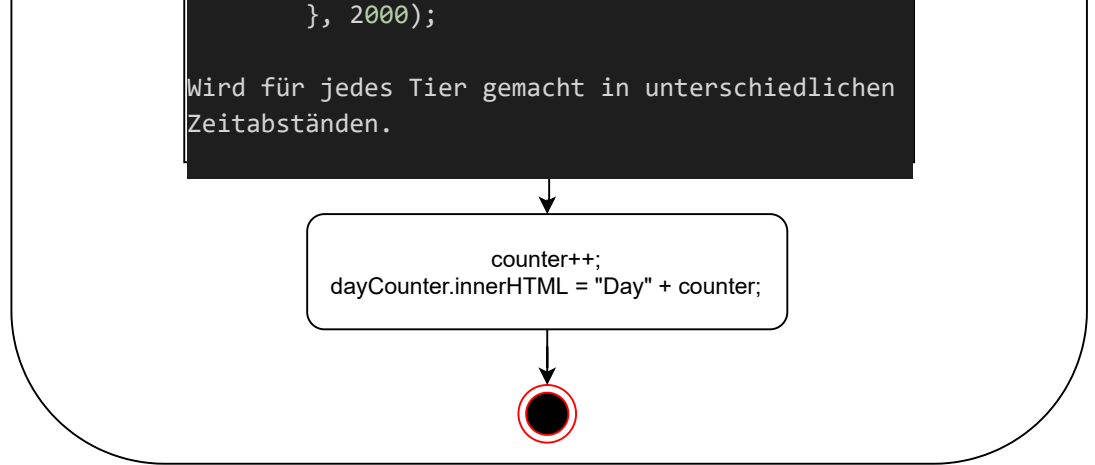 }, 2000);
Wird für jedes Tier gemacht in unterschiedlichen
Zeitabständen.
counter++;
dayCounter.innerHTML = "Day" + counter;